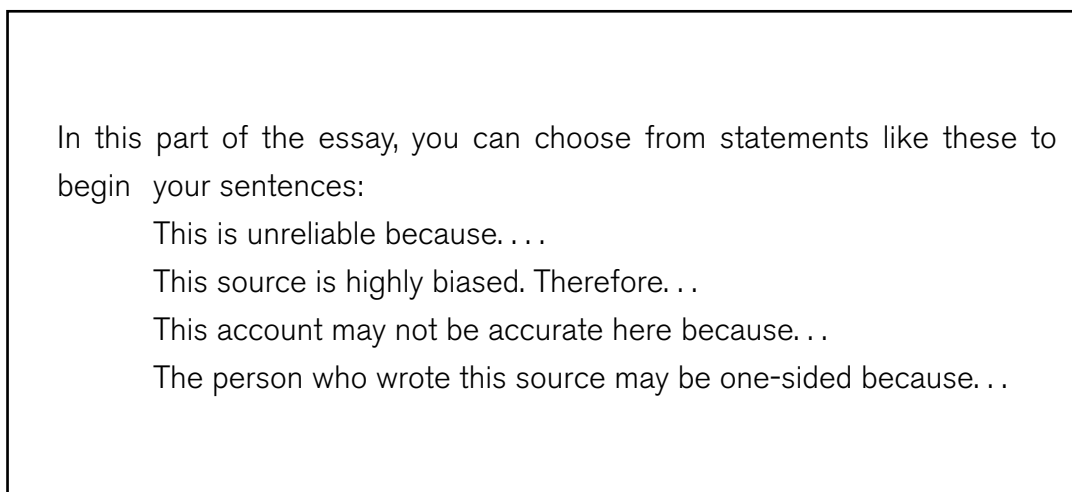 In this part of the essay, you can choose from statements like these to
begin your sentences:
This is unreliable because. . . .
This source is highly biased. Therefore. . .
This account may not be accurate here because. . .
The person who wrote this source may be one-sided because. . .